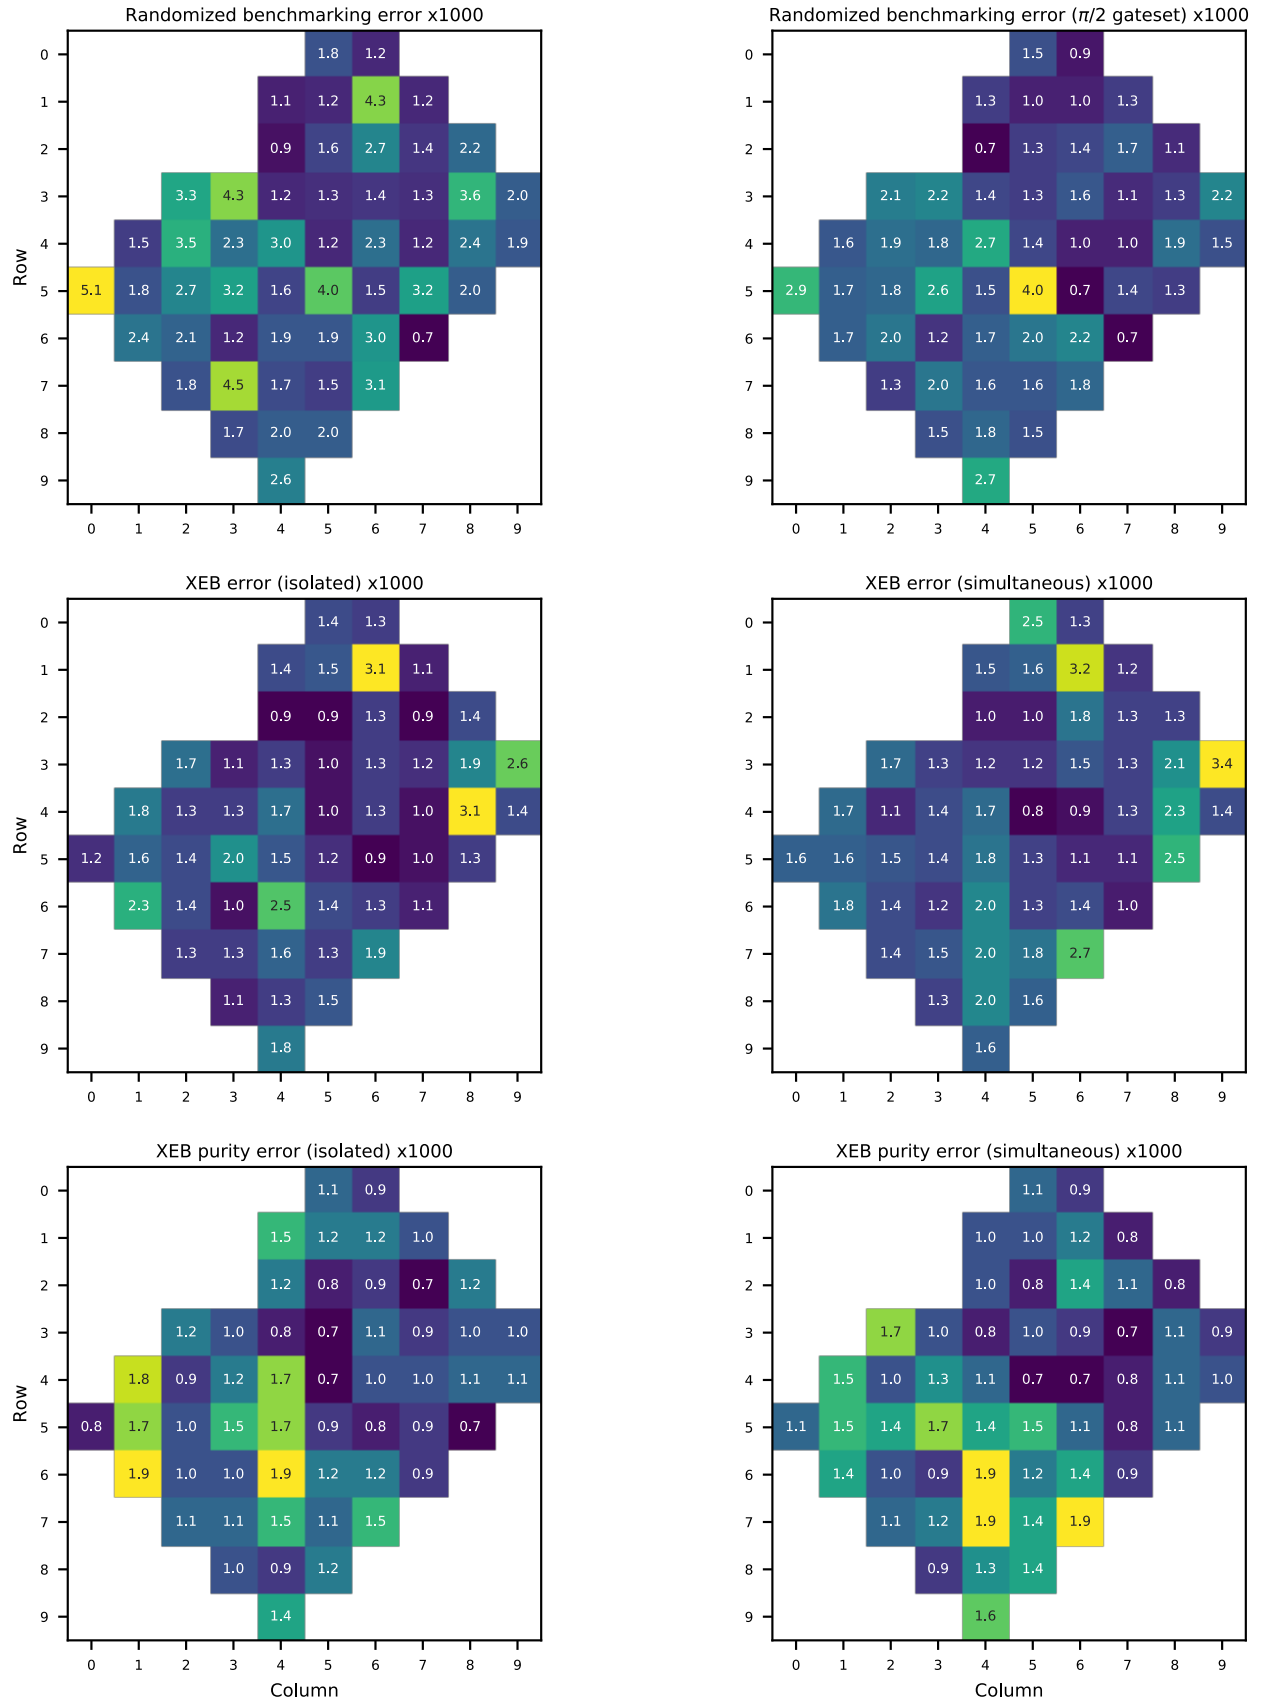 Randomized benchmarking error x1000
0 1.8 1.2
1 1.1 1.2 4.3 1.2
2 0.9 1.6 2.7 1.4 2.2
3 3.3 4.3 1.2 1.3 1.4 1.3 3.6 2.0
4 1.5 3.5 2.3 3.0 1.2 2.3 1.2 2.4 1.9
Row
5 5.1 1.8 2.7 3.2 1.6 4.0 1.5 3.2 2.0
6 2.4 2.1 1.2 1.9 1.9 3.0 0.7
7 1.8 4.5 1.7 1.5 3.1
8 1.7 2.0 2.0
9 2.6
0 1 2 3 4 5 6 7 8 9
Randomized benchmarking error (π/2 gateset) x1000
0 1.5 0.9
1 1.3 1.0 1.0 1.3
2 0.7 1.3 1.4 1.7 1.1
3 2.1 2.2 1.4 1.3 1.6 1.1 1.3 2.2
4 1.6 1.9 1.8 2.7 1.4 1.0 1.0 1.9 1.5
5 2.9 1.7 1.8 2.6 1.5 4.0 0.7 1.4 1.3
6 1.7 2.0 1.2 1.7 2.0 2.2 0.7
7 1.3 2.0 1.6 1.6 1.8
8 1.5 1.8 1.5
9 2.7
0 1 2 3 4 5 6 7 8 9
XEB error (isolated) x1000
0 1.4 1.3
1 1.4 1.5 3.1 1.1
2 0.9 0.9 1.3 0.9 1.4
3 1.7 1.1 1.3 1.0 1.3 1.2 1.9 2.6
4 1.8 1.3 1.3 1.7 1.0 1.3 1.0 3.1 1.4
Row
5 1.2 1.6 1.4 2.0 1.5 1.2 0.9 1.0 1.3
6 2.3 1.4 1.0 2.5 1.4 1.3 1.1
7 1.3 1.3 1.6 1.3 1.9
8 1.1 1.3 1.5
9 1.8
0 1 2 3 4 5 6 7 8 9
XEB error (simultaneous) x1000
0 2.5 1.3
1 1.5 1.6 3.2 1.2
2 1.0 1.0 1.8 1.3 1.3
3 1.7 1.3 1.2 1.2 1.5 1.3 2.1 3.4
4 1.7 1.1 1.4 1.7 0.8 0.9 1.3 2.3 1.4
5 1.6 1.6 1.5 1.4 1.8 1.3 1.1 1.1 2.5
6 1.8 1.4 1.2 2.0 1.3 1.4 1.0
7 1.4 1.5 2.0 1.8 2.7
8 1.3 2.0 1.6
9 1.6
0 1 2 3 4 5 6 7 8 9
XEB purity error (isolated) x1000
0 1.1 0.9
1 1.5 1.2 1.2 1.0
2 1.2 0.8 0.9 0.7 1.2
3 1.2 1.0 0.8 0.7 1.1 0.9 1.0 1.0
4 1.8 0.9 1.2 1.7 0.7 1.0 1.0 1.1 1.1
Row
5 0.8 1.7 1.0 1.5 1.7 0.9 0.8 0.9 0.7
6 1.9 1.0 1.0 1.9 1.2 1.2 0.9
7 1.1 1.1 1.5 1.1 1.5
8 1.0 0.9 1.2
9 1.4
0 1 2 3 4 5 6 7 8 9
Column
XEB purity error (simultaneous) x1000
0 1.1 0.9
1 1.0 1.0 1.2 0.8
2 1.0 0.8 1.4 1.1 0.8
3 1.7 1.0 0.8 1.0 0.9 0.7 1.1 0.9
4 1.5 1.0 1.3 1.1 0.7 0.7 0.8 1.1 1.0
5 1.1 1.5 1.4 1.7 1.4 1.5 1.1 0.8 1.1
6 1.4 1.0 0.9 1.9 1.2 1.4 0.9
7 1.1 1.2 1.9 1.4 1.9
8 0.9 1.3 1.4
9 1.6
0 1 2 3 4 5 6 7 8 9
Column